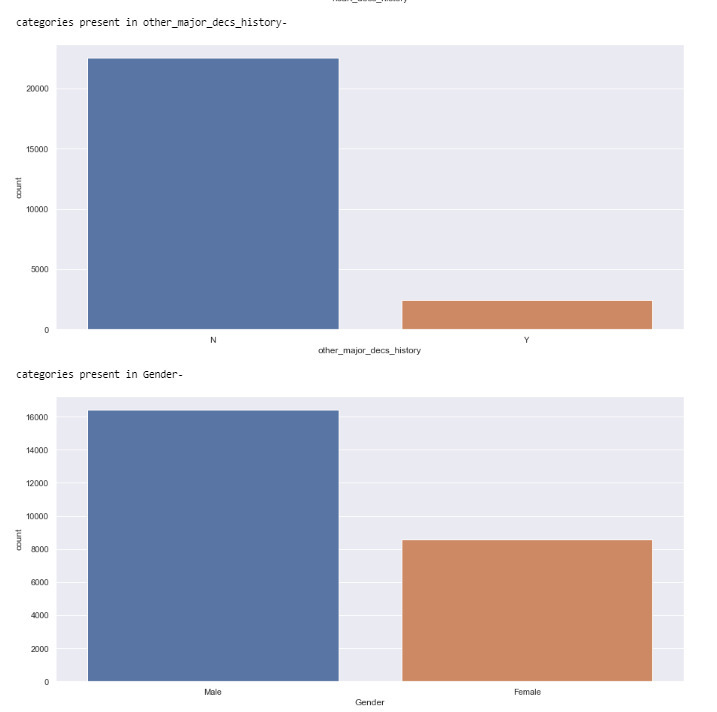 categories present in other_major_decs_history-
20000
15000
10000
5000
0
count
N Y
other_major_decs_history
categories present in Gender-
16000
14000
12000
10000
8000
6000
4000
2000
0
count
Male Female
Gender